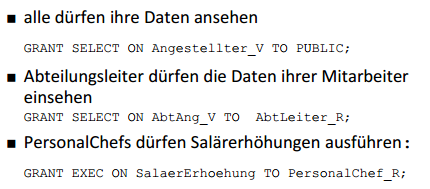 ▪ alle dürfen ihre Daten ansehen
GRANT SELECT ON Angestellter_V TO PUBLIC;
▪ Abteilungsleiter dürfen die Daten ihrer Mitarbeiter
einsehen
GRANT SELECT ON AbtAng_V TO  AbtLeiter_R;
▪ PersonalChefs dürfen Salärerhöhungen ausführen:
GRANT EXEC ON SalaerErhoehung TO PersonalChef_R;